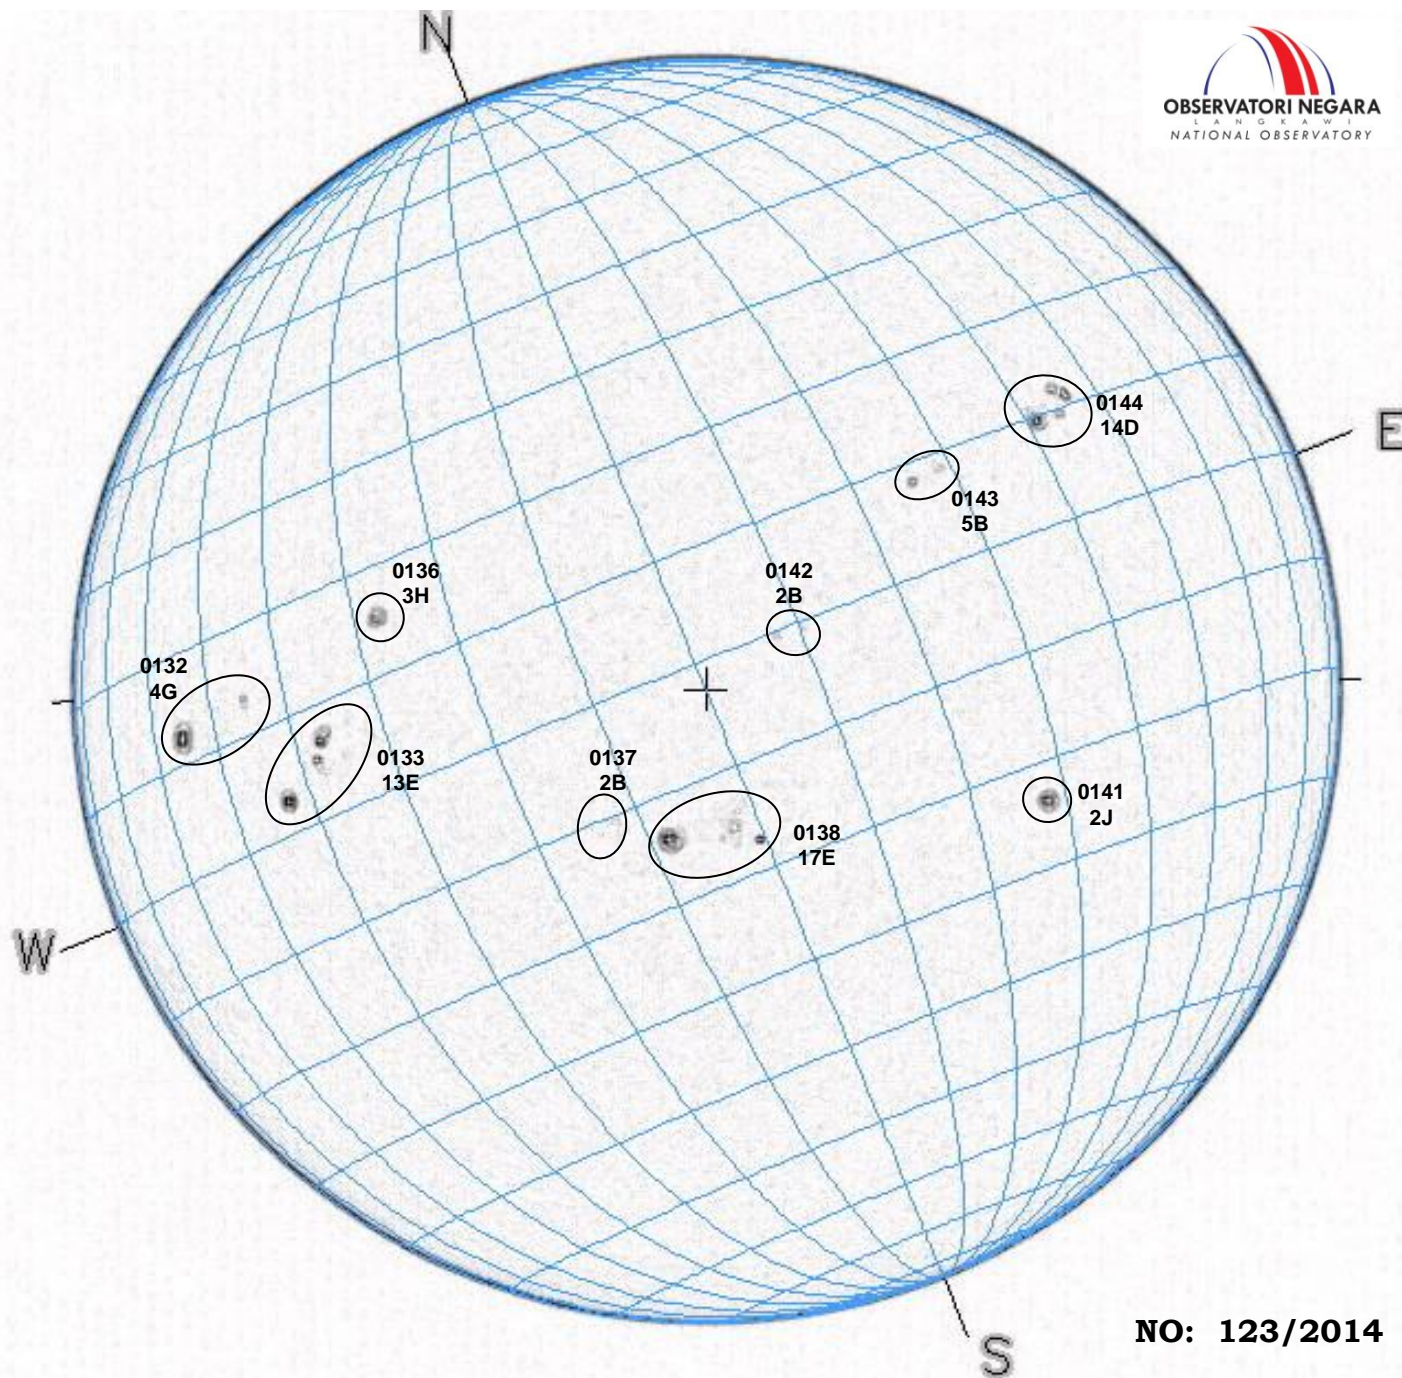 N
OBSERVATORI NEGARA
LANGKAWI
NATIONAL OBSERVATORY
0144
14D
E
0143
5B
0136
3H
0142
2B
0132
4G
0133
13E
0137
2B
0141
2J
0138
17E
W
NO: 123/2014
S